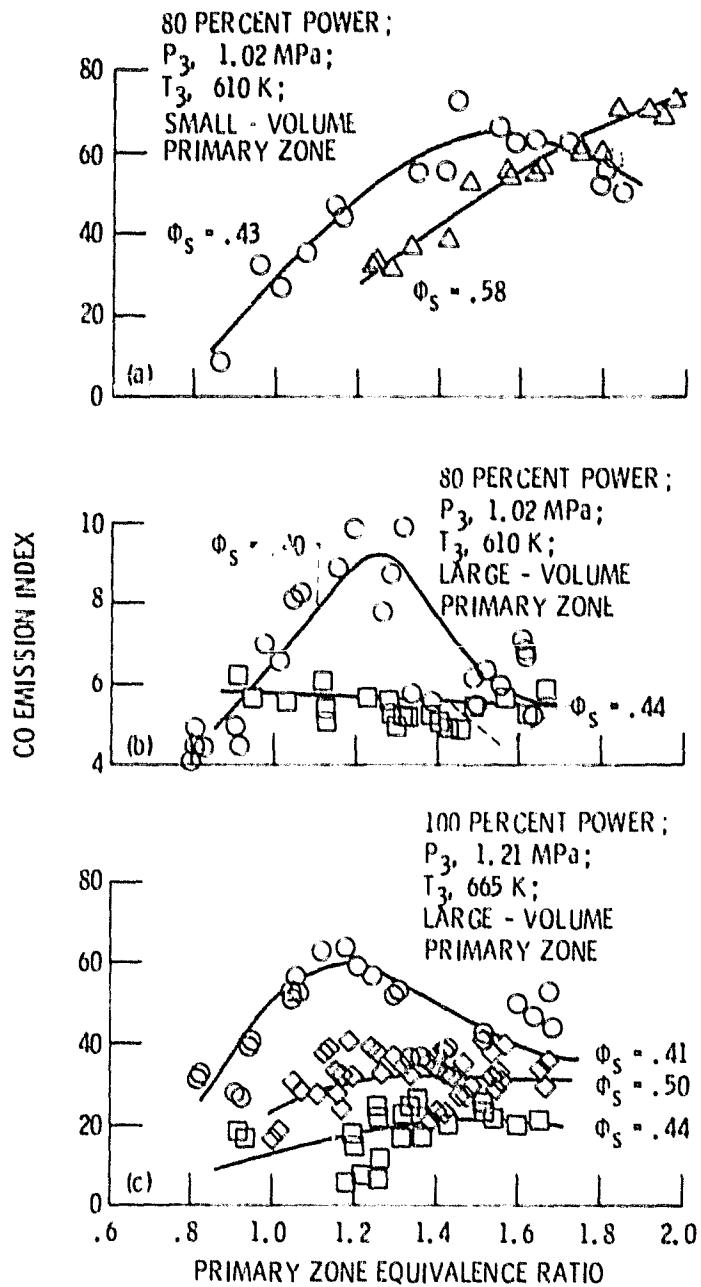 80 PERCENT POWER;
P3, 1.02 MPa;
T3, 610 K;
SMALL - VOLUME
PRIMARY ZONE
80
60
40
20
0
Φs = .43
Φs = .58
(a)
80 PERCENT POWER;
P3, 1.02 MPa;
T3, 610 K;
LARGE - VOLUME
PRIMARY ZONE
10
8
6
4
Φs =
Φs = .44
(b)
CO EMISSION INDEX
100 PERCENT POWER;
P3, 1.21 MPa;
T3, 665 K;
LARGE - VOLUME
PRIMARY ZONE
80
60
40
20
0
Φs = .41
Φs = .50
Φs = .44
(c)
.6 .8 1.0 1.2 1.4 1.6 1.8 2.0
PRIMARY ZONE EQUIVALENCE RATIO